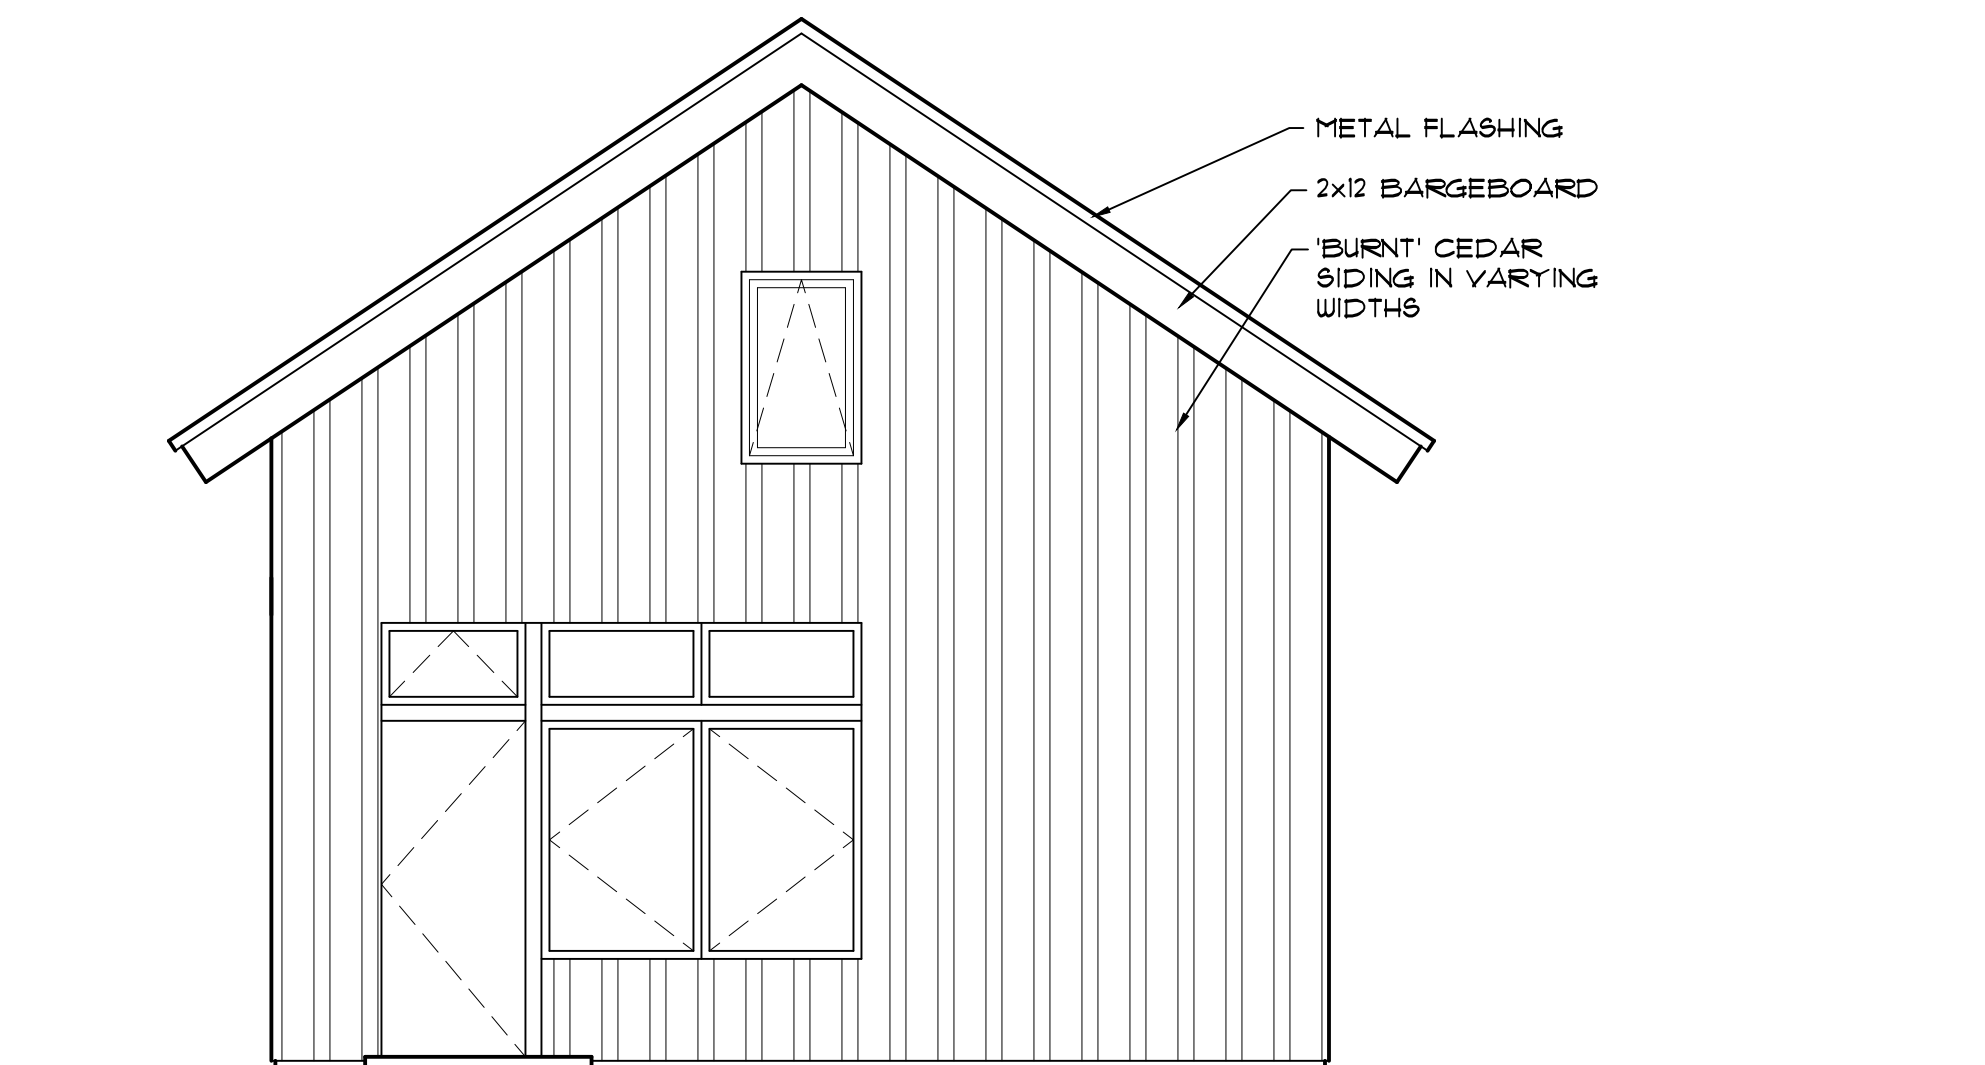 METAL FLASHING
2x12 BARGEBOARD
'BURNT' CEDAR
SIDING IN VARYING
WIDTHS